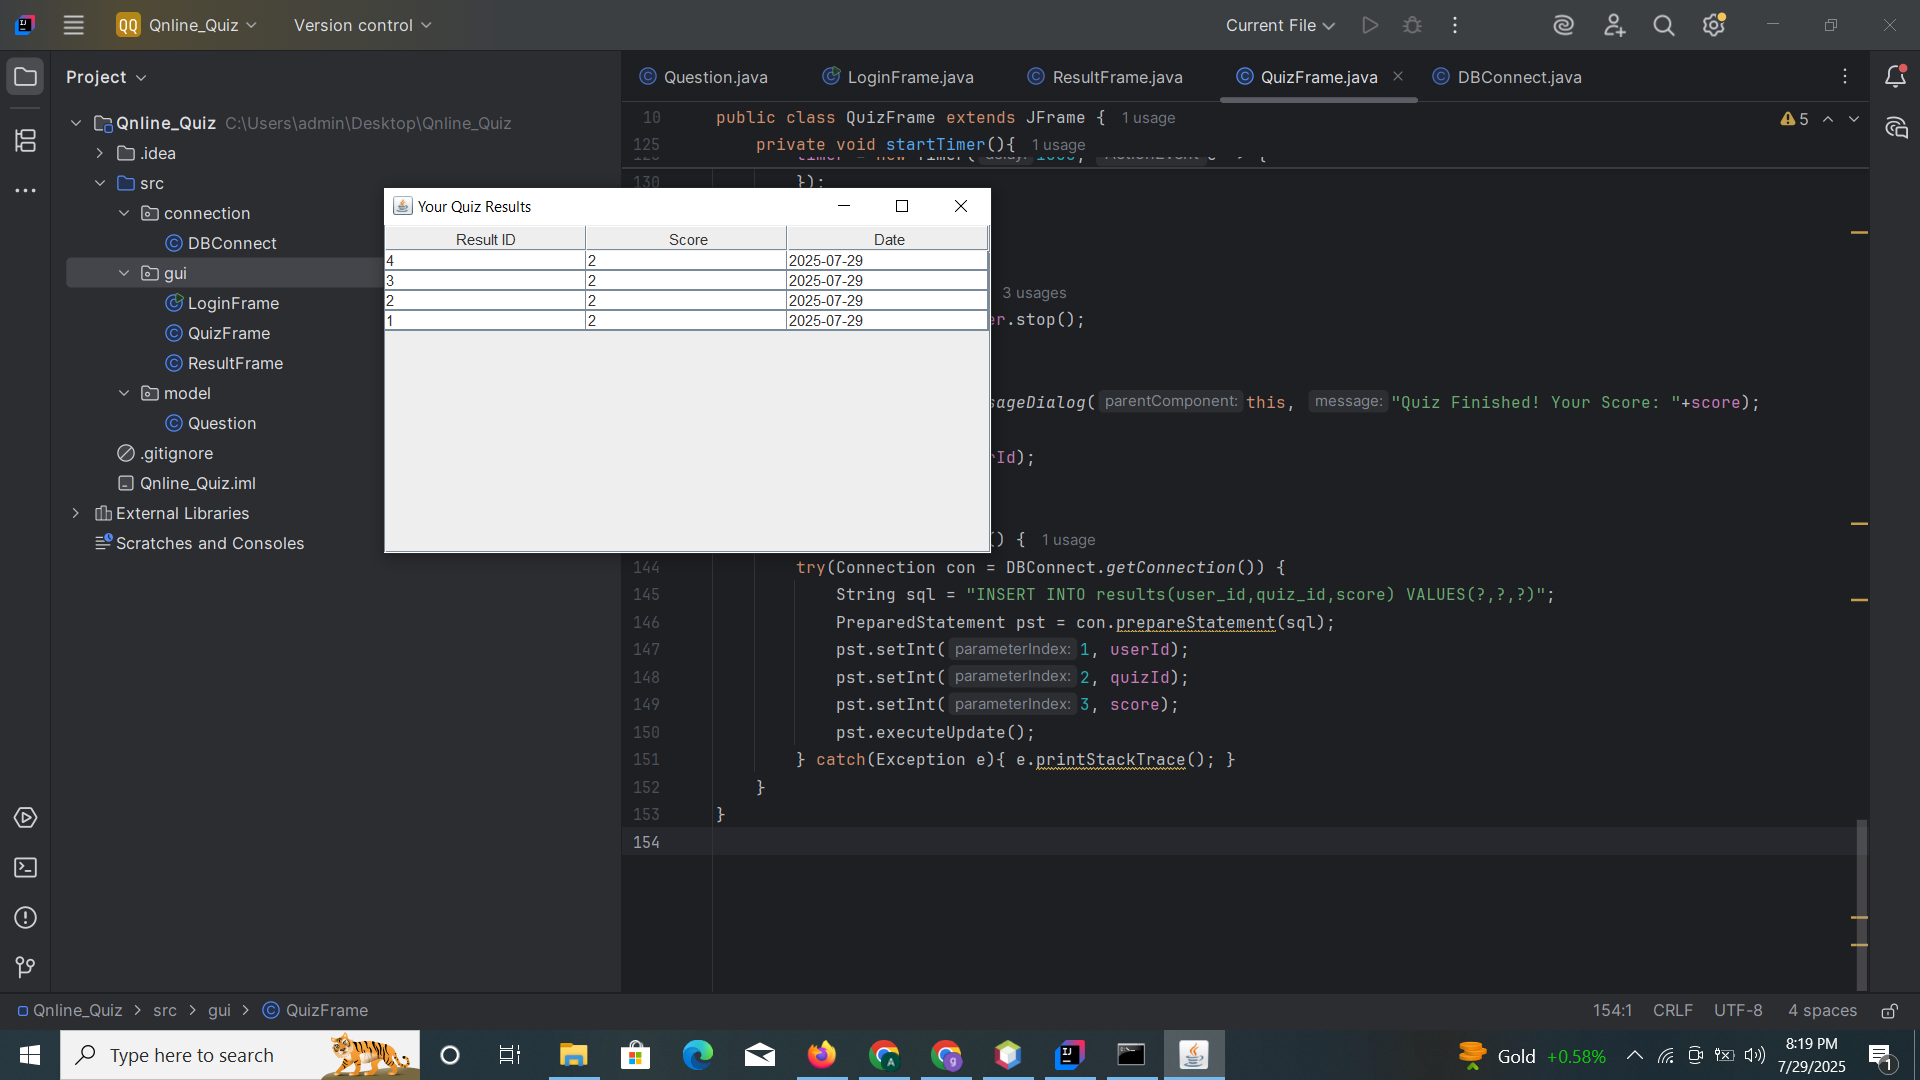 QQ Qnline_Quiz Version control Current File
Project
Question.java LoginFrame.java ResultFrame.java QuizFrame.java DBConnect.java
Qnline_Quiz C:\Users\admin\Desktop\Qnline_Quiz
.idea
src
connection
DBConnect
gui
LoginFrame
QuizFrame
ResultFrame
model
Question
.gitignore
Qnline_Quiz.iml
External Libraries
Scratches and Consoles
Your Quiz Results
Result ID Score Date
4 2 2025-07-29
3 2 2025-07-29
2 2 2025-07-29
1 2 2025-07-29
10 public class QuizFrame extends JFrame { 1 usage
5
125 private void startTimer(){ 1 usage
130 });
3 usages
er.stop();
sageDialog( parentComponent: this, message: "Quiz Finished! Your Score: "+score);
rId);
() { 1 usage
144 try(Connection con = DBConnect.getConnection()) {
145 String sql = "INSERT INTO results(user_id,quiz_id,score) VALUES(?,?,?)";
146 PreparedStatement pst = con.prepareStatement(sql);
147 pst.setInt( parameterIndex: 1, userId);
148 pst.setInt( parameterIndex: 2, quizId);
149 pst.setInt( parameterIndex: 3, score);
150 pst.executeUpdate();
151 } catch(Exception e){ e.printStackTrace(); }
152 }
153 }
154
Qnline_Quiz > src > gui > QuizFrame 154:1 CRLF UTF-8 4 spaces
Type here to search
Gold +0.58%
8:19 PM
7/29/2025
1